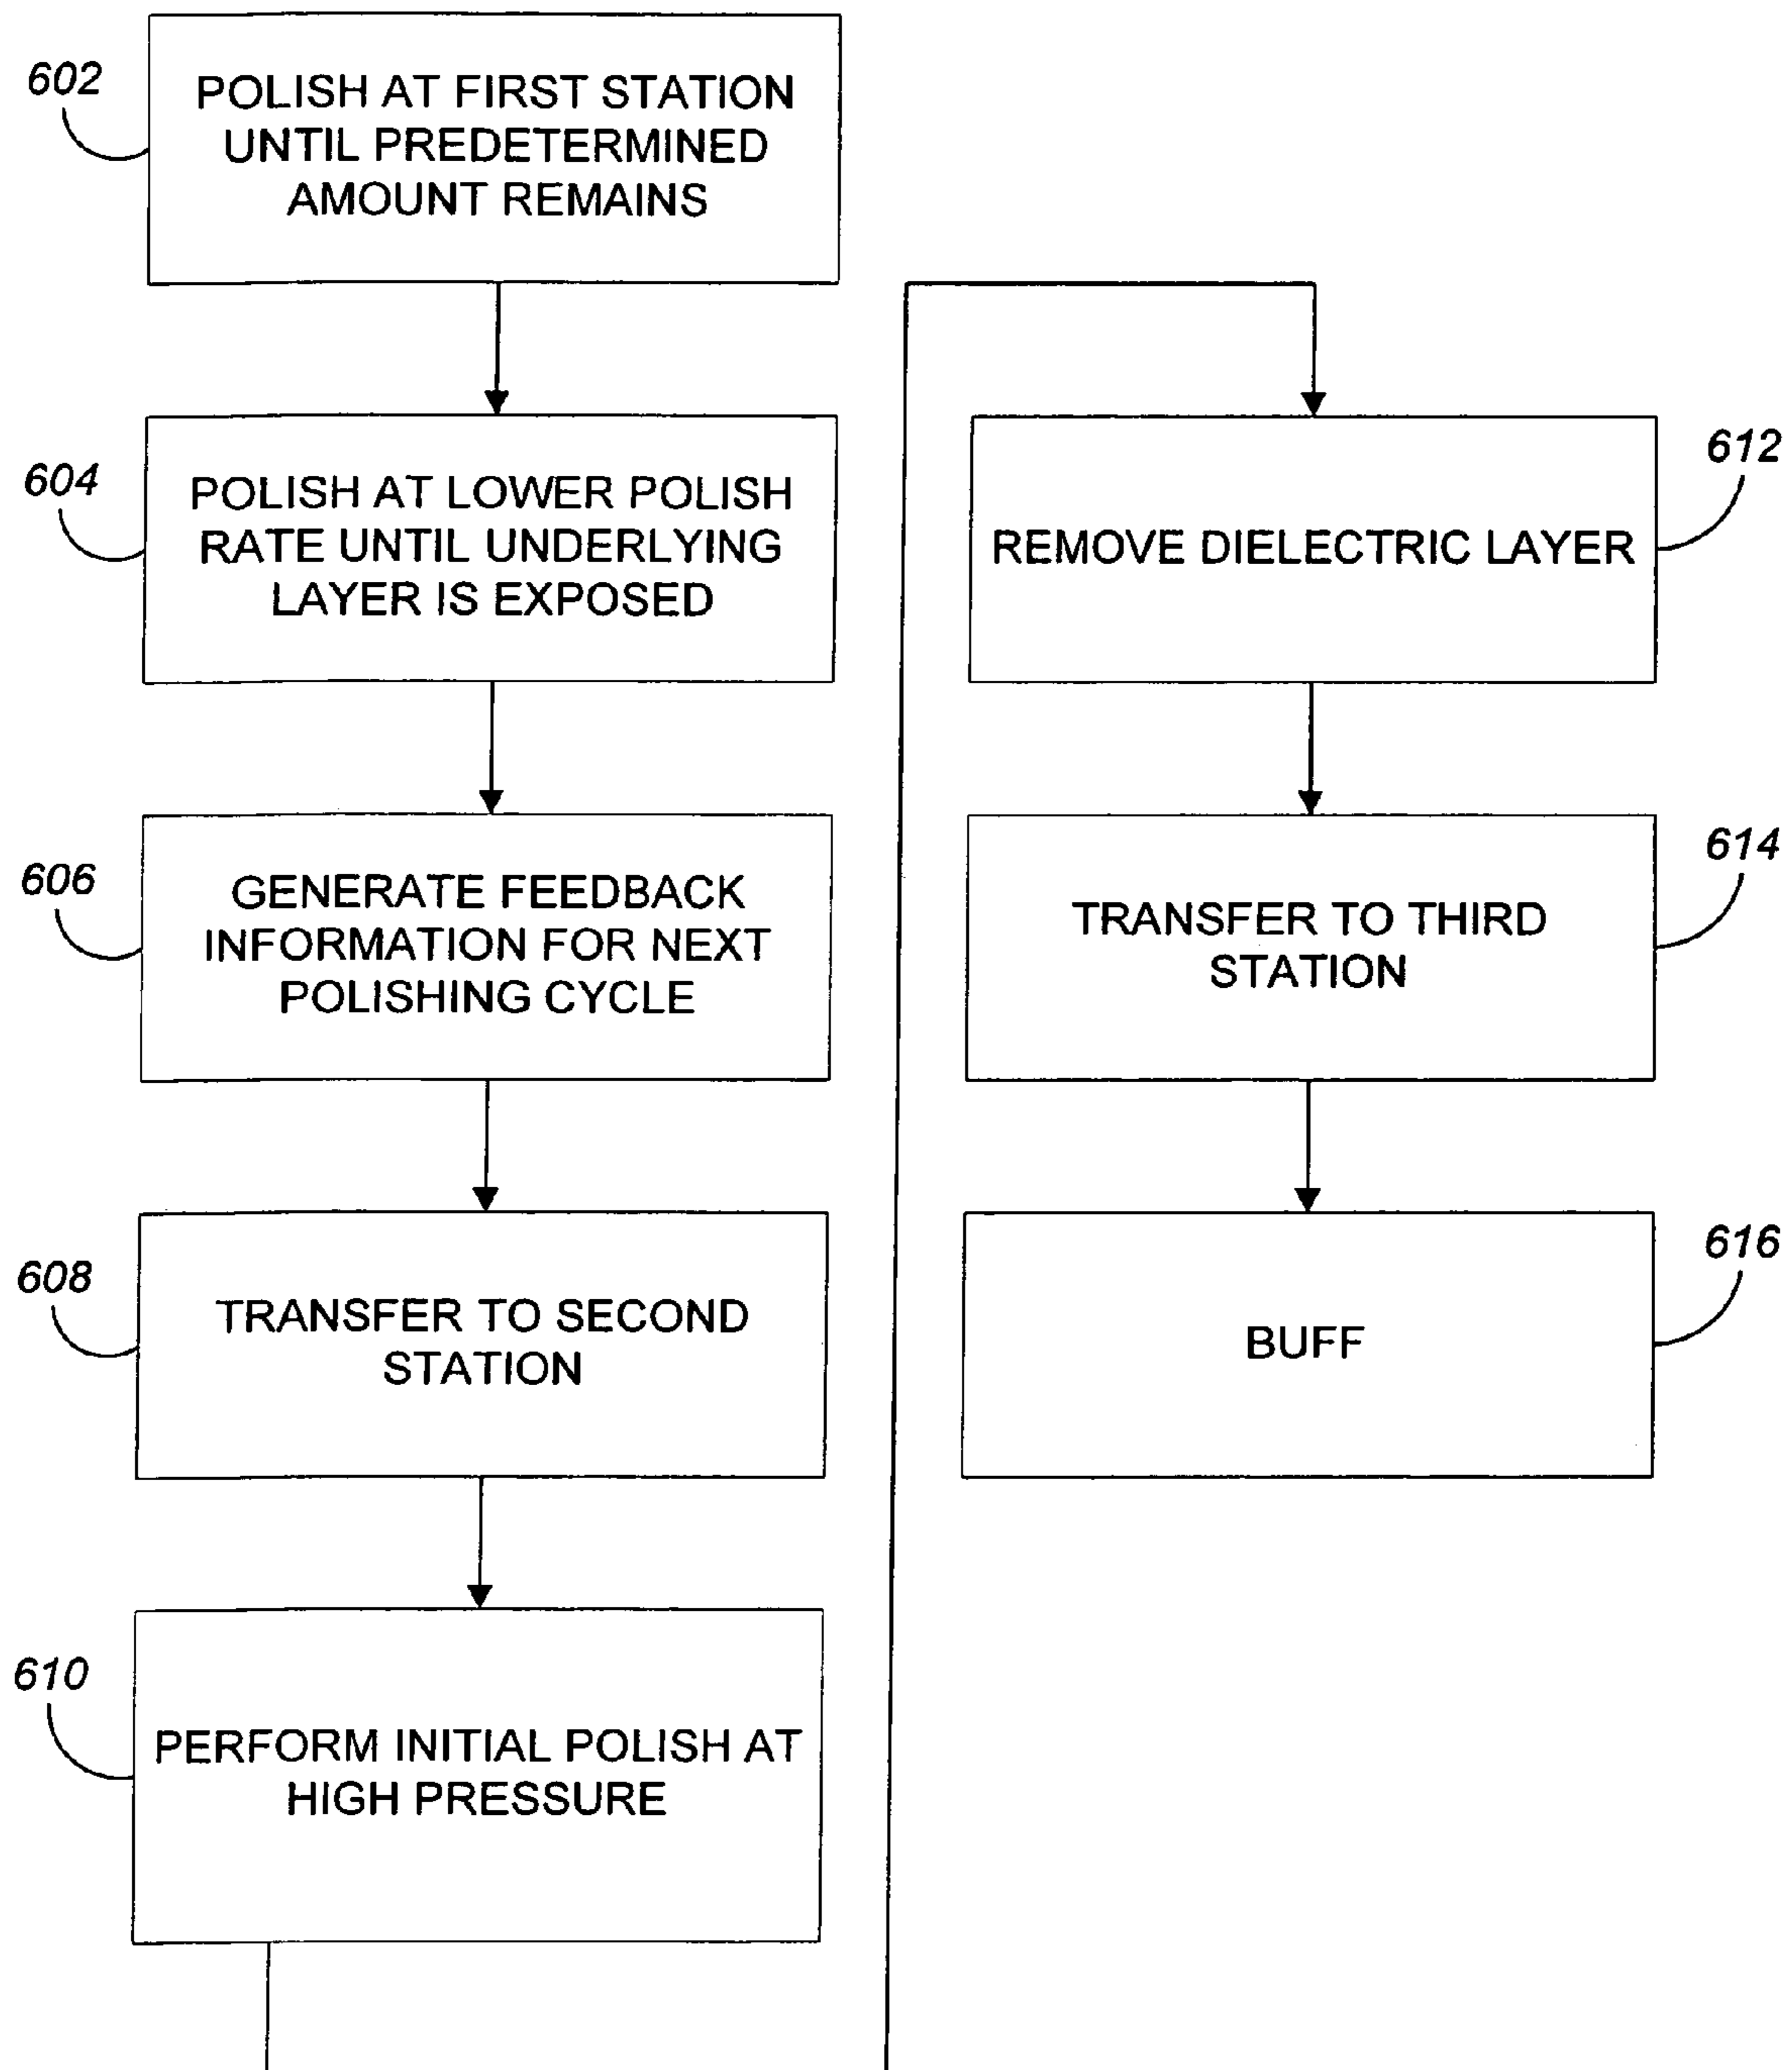 602
POLISH AT FIRST STATION
UNTIL PREDETERMINED
AMOUNT REMAINS
604
POLISH AT LOWER POLISH
RATE UNTIL UNDERLYING
LAYER IS EXPOSED
606
GENERATE FEEDBACK
INFORMATION FOR NEXT
POLISHING CYCLE
608
TRANSFER TO SECOND
STATION
610
PERFORM INITIAL POLISH AT
HIGH PRESSURE
612
REMOVE DIELECTRIC LAYER
614
TRANSFER TO THIRD
STATION
616
BUFF